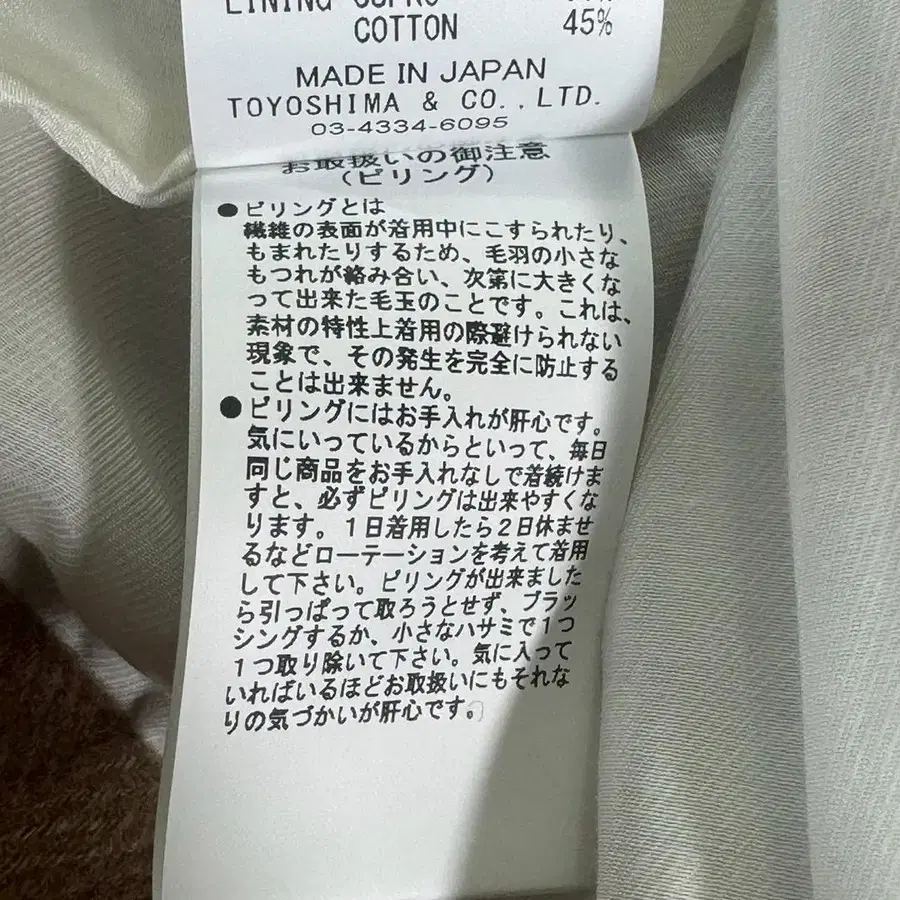 LINING CUPRO
COTTON 45%
MADE IN JAPAN
TOYOSHIMA & CO.,LTD.
03-4334-6095
お取扱いの御注意
(ピリング)
●ピリングとは
繊維の表面が着用中にこすられたり、
もまれたりするため、毛羽の小さな
もつれが絡み合い、次第に大きくな
って出来た毛玉のことです。これは、
素材の特性上着用の際避けられない
現象で、その発生を完全に防止する
ことは出来ません。
●ピリングにはお手入れが肝心です。
気にいっているからといって、毎日
同じ商品をお手入れなしで着続けま
すと、必ずピリングは出来やすくな
ります。1日着用したら2日休ませ
るなどローテーションを考えて着用
して下さい。ピリングが出来ました
ら引っぱって取ろうとせず、ブラッ
シングするか、小さなハサミで1つ
1つ取り除いて下さい。気に入って
いればいるほどお取扱いにもそれな
りの気づかいが肝心です。